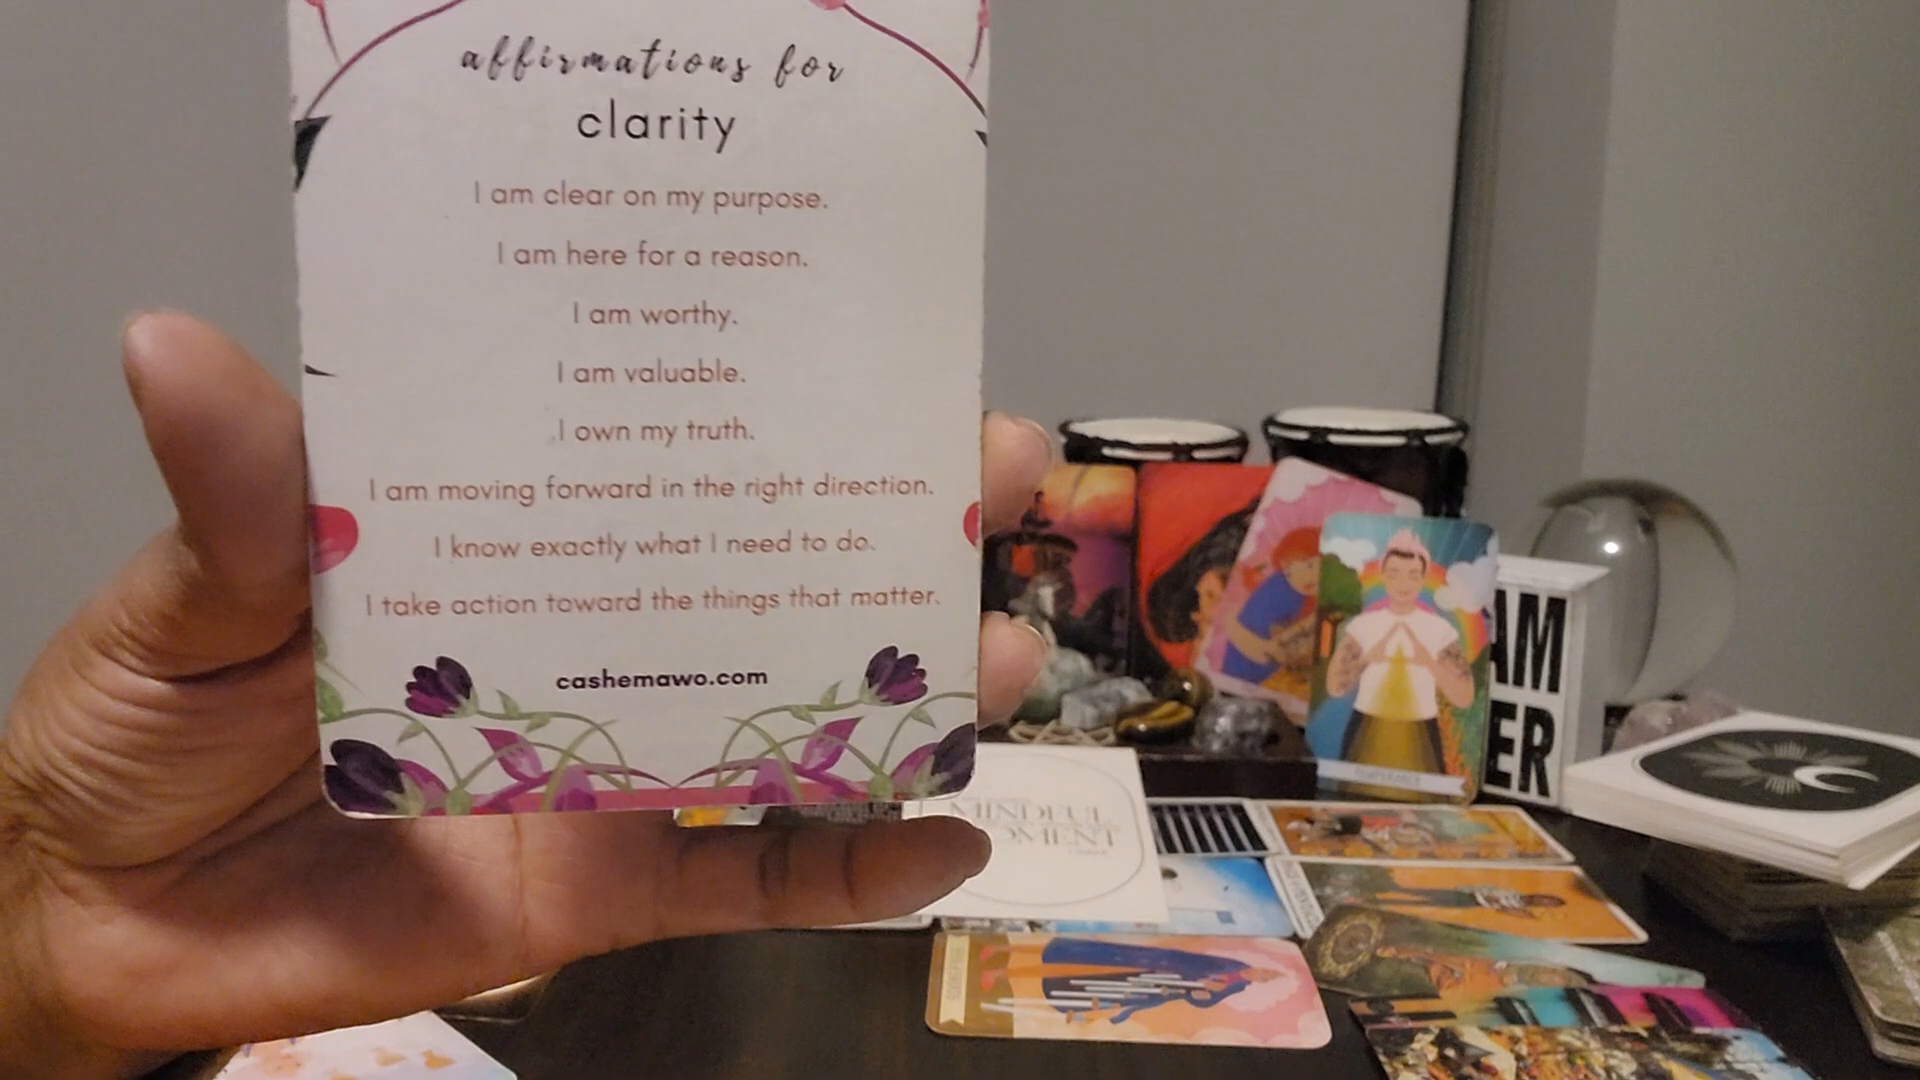 affirmations for
clarity
I am clear on my purpose.
I am here for a reason.
I am worthy.
I am valuable.
I own my truth.
I am moving forward in the right direction.
I know exactly what I need to do.
I take action toward the things that matter.
cashemawo.com
AM
ER
TEMPERANCE